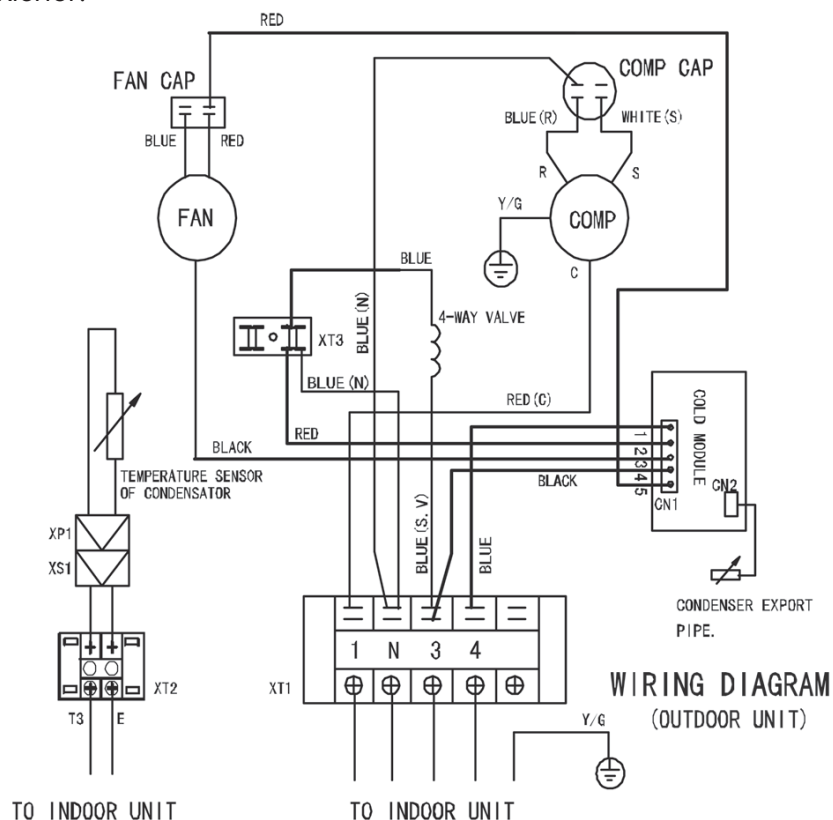 RED
FAN CAP
COMP CAP
BLUE(R)
WHITE(S)
BLUE
RED
R
S
Y/G
FAN
COMP
C
BLUE
4-WAY VALVE
XT3
BLUE(N)
BLUE(N)
RED(C)
RED
BLACK
BLACK
TEMPERATURE SENSOR
OF CONDENSATOR
COLD MODULE
1
2
3
4
5
CN1
CN2
XP1
XS1
BLUE(S.V)
BLUE
CONDENSER EXPORT
PIPE.
1 N 3 4
XT2
XT1
T3 E
WIRING DIAGRAM
(OUTDOOR UNIT)
Y/G
TO INDOOR UNIT
TO INDOOR UNIT